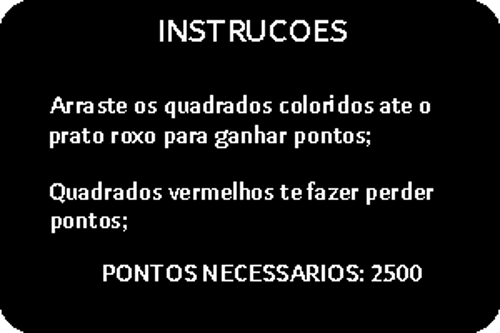 INSTRUCOES
Arraste os quadrados coloridos ate o
prato roxo para ganhar pontos;
Quadrados vermelhos te fazer perder
pontos;
PONTOS NECESSARIOS: 2500